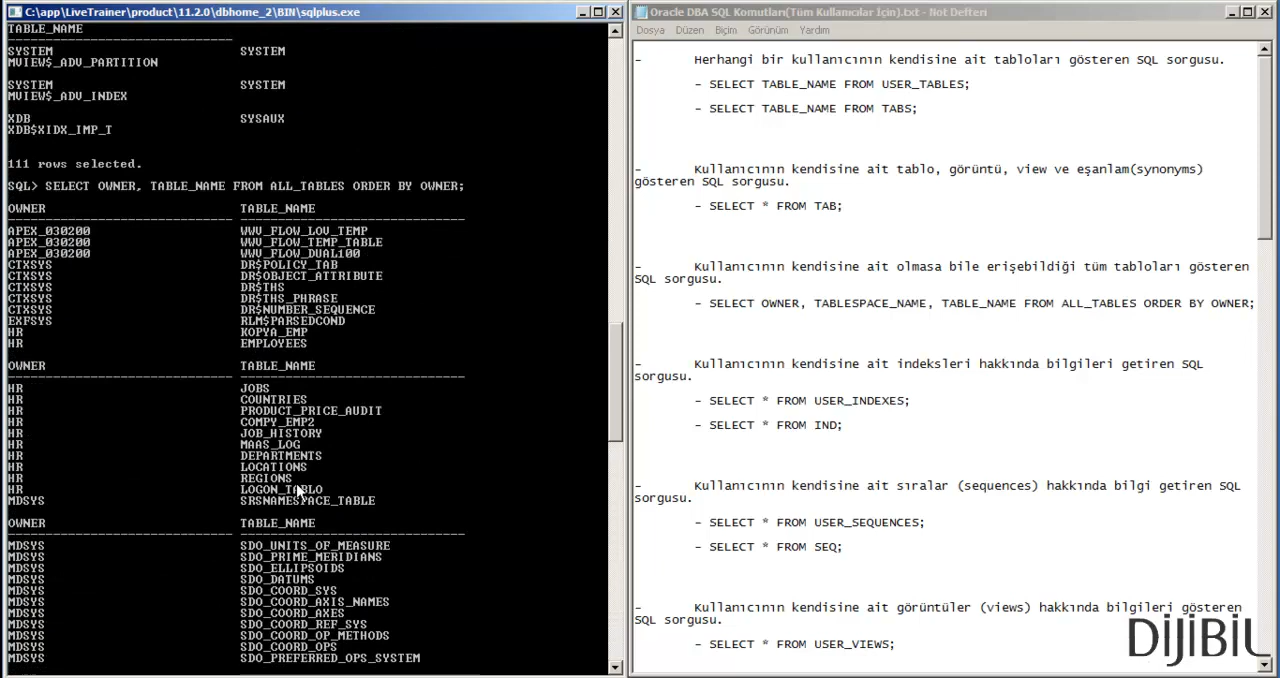 C:\app\LiveTrainer\product\11.2.0\dbhome_2\BIN\sqlplus.exe
TABLE_NAME
SYSTEM SYSTEM
MVIEW$_ADV_PARTITION
SYSTEM SYSTEM
MVIEW$_ADV_INDEX
XDB SYSAUX
XDB$XIDX_IMP_T
111 rows selected.
SQL> SELECT OWNER, TABLE_NAME FROM ALL_TABLES ORDER BY OWNER;
OWNER TABLE_NAME
APEX_030200 WWV_FLOW_LOV_TEMP
APEX_030200 WWV_FLOW_TEMP_TABLE
APEX_030200 WWV_FLOW_DUAL100
CTXSYS DR$POLICY_TAB
CTXSYS DR$OBJECT_ATTRIBUTE
CTXSYS DR$THS
CTXSYS DR$THS_PHRASE
CTXSYS DR$NUMBER_SEQUENCE
EXFSYS RLM$PARSEDCOND
HR KOPYA_EMP
HR EMPLOYEES
OWNER TABLE_NAME
HR JOBS
HR COUNTRIES
HR PRODUCT_PRICE_AUDIT
HR COMPY_EMP2
HR JOB_HISTORY
HR MAAS_LOG
HR DEPARTMENTS
HR LOCATIONS
HR REGIONS
HR LOGON_TABLO
MDSYS SRSNAMESPACE_TABLE
OWNER TABLE_NAME
MDSYS SDO_UNITS_OF_MEASURE
MDSYS SDO_PRIME_MERIDIANS
MDSYS SDO_ELLIPSOIDS
MDSYS SDO_DATUMS
MDSYS SDO_COORD_SYS
MDSYS SDO_COORD_AXIS_NAMES
MDSYS SDO_COORD_AXES
MDSYS SDO_COORD_REF_SYS
MDSYS SDO_COORD_OP_METHODS
MDSYS SDO_COORD_OPS
MDSYS SDO_PREFERRED_OPS_SYSTEM
Oracle DBA SQL Komutları(Tüm Kullanıcılar İçin).txt - Not Defteri
Dosya Düzen Biçim Görünüm Yardım
- Herhangi bir kullanıcının kendisine ait tabloları gösteren SQL sorgusu.
- SELECT TABLE_NAME FROM USER_TABLES;
- SELECT TABLE_NAME FROM TABS;
- Kullanıcının kendisine ait tablo, görüntü, view ve eşanlam(synonyms)
gösteren SQL sorgusu.
- SELECT * FROM TAB;
- Kullanıcının kendisine ait olmasa bile erişebildiği tüm tabloları gösteren
SQL sorgusu.
- SELECT OWNER, TABLESPACE_NAME, TABLE_NAME FROM ALL_TABLES ORDER BY OWNER;
- Kullanıcının kendisine ait indeksleri hakkında bilgileri getiren SQL
sorgusu.
- SELECT * FROM USER_INDEXES;
- SELECT * FROM IND;
- Kullanıcının kendisine ait sıralar (sequences) hakkında bilgi getiren SQL
sorgusu.
- SELECT * FROM USER_SEQUENCES;
- SELECT * FROM SEQ;
- Kullanıcının kendisine ait görüntüler (views) hakkında bilgileri gösteren
SQL sorgusu.
- SELECT * FROM USER_VIEWS;
DİJİBİL